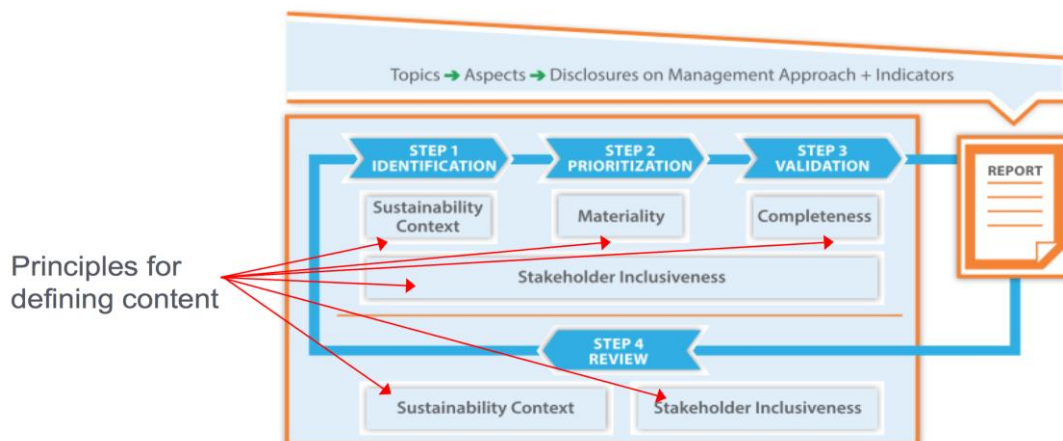 Topics → Aspects → Disclosures on Management Approach + Indicators
STEP 1
IDENTIFICATION
STEP 2
PRIORITIZATION
STEP 3
VALIDATION
REPORT
Sustainability
Context
Materiality
Completeness
Stakeholder Inclusiveness
Principles for
defining content
STEP 4
REVIEW
Sustainability Context
Stakeholder Inclusiveness